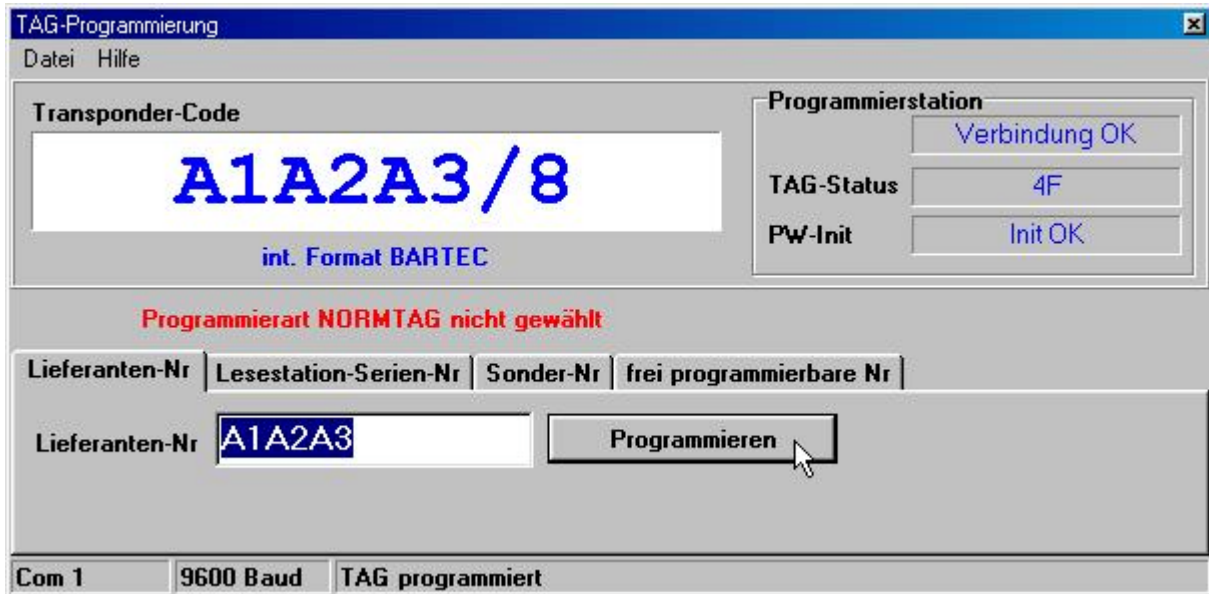 TAG-Programmierung
Datei Hilfe
Transponder-Code
A1A2A3/8
int. Format BARTEC
Programmierstation
Verbindung OK
TAG-Status 4F
PW-Init Init OK
Programmierart NORMTAG nicht gewählt
Lieferanten-Nr Lesestation-Serien-Nr Sonder-Nr frei programmierbare Nr
Lieferanten-Nr A1A2A3 Programmieren
Com 1 9600 Baud TAG programmiert